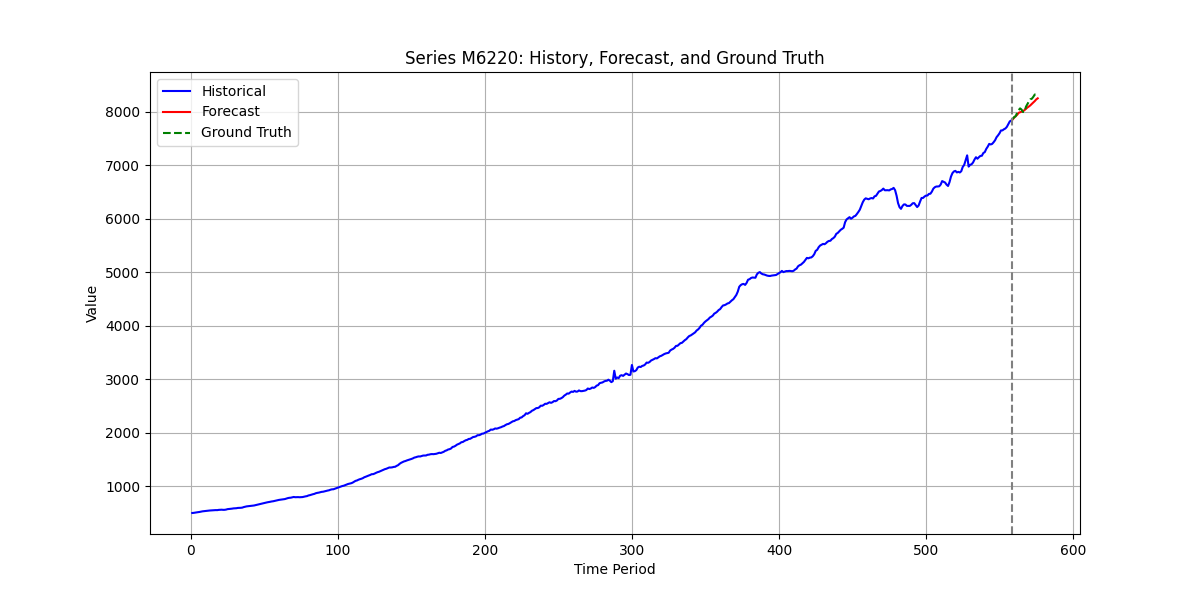 Series M6220: History, Forecast, and Ground Truth
Historical
Forecast
Ground Truth
Value
8000
7000
6000
5000
4000
3000
2000
1000
0 100 200 300 400 500 600
Time Period